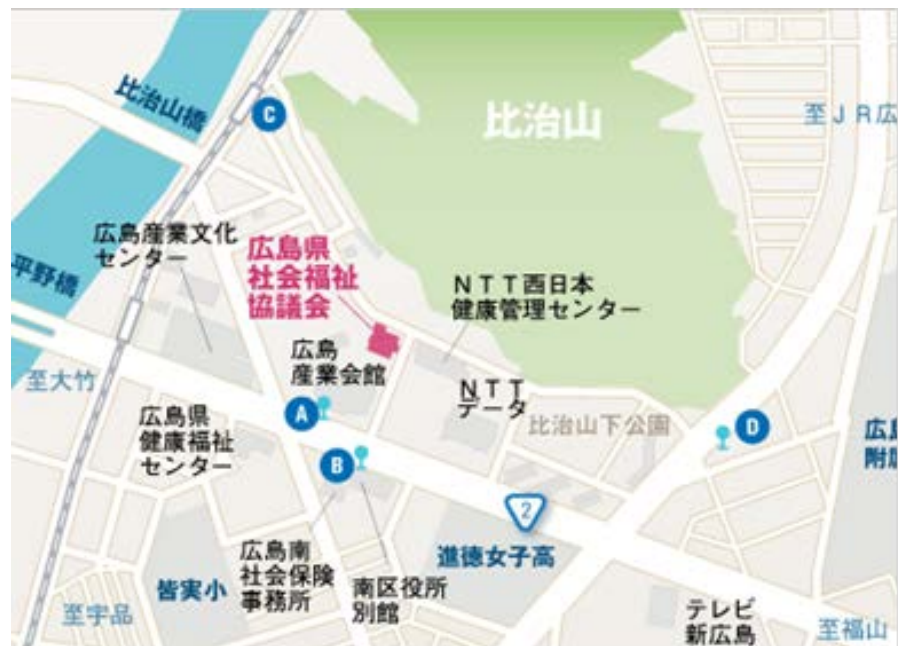 比治山橋
C
比治山
至JR広
広島産業文化
センター
広島県
社会福祉
協議会
平野橋
NTT西日本
健康管理センター
至大竹
広島
産業会館
NTT
データ
広島県
健康福祉
センター
A
比治山下公園
D
広島
附属
B
2
広島南
社会保険
事務所
進徳女子高
皆実小
南区役所
別館
至宇品
テレビ
新広島
至福山